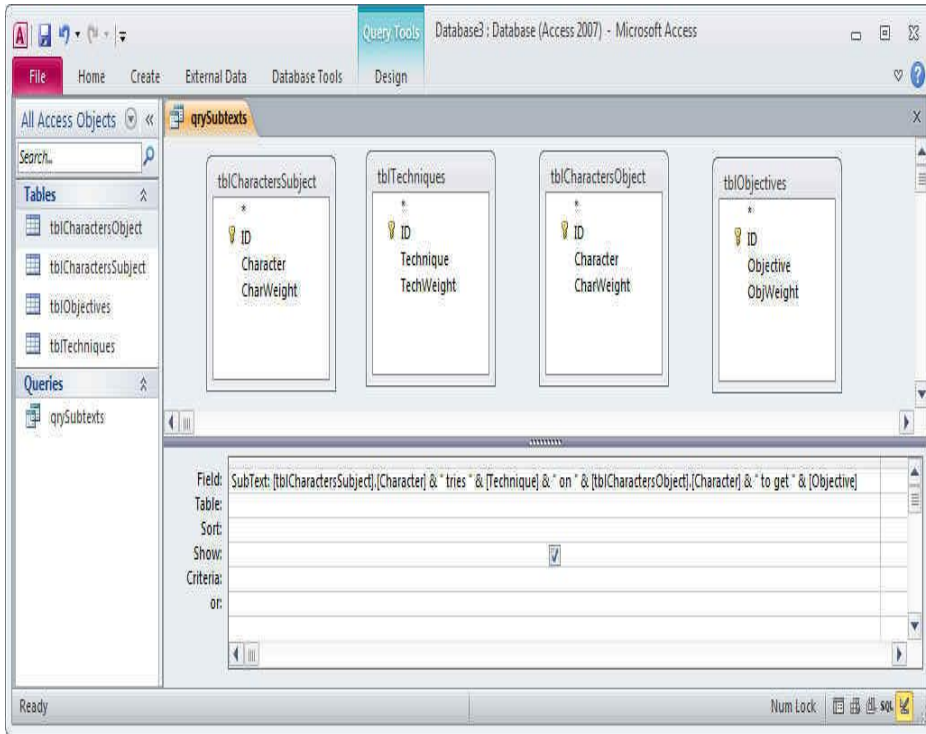 A
Query Tools
Database3 : Database (Access 2007) - Microsoft Access
File Home Create External Data Database Tools Design
All Access Objects
qrySubtexts
Search...
Tables
tblCharactersObject
tblCharactersSubject
tblObjectives
tblTechniques
Queries
qrySubtexts
tblCharactersSubject
*
ID
Character
CharWeight
tblTechniques
*
ID
Technique
TechWeight
tblCharactersObject
*
ID
Character
CharWeight
tblObjectives
*
ID
Objective
ObjWeight
Field: SubText: [tblCharactersSubject].[Character] & " tries " & [Technique] & " on " & [tblCharactersObject].[Character] & " to get " & [Objective]
Table:
Sort:
Show:
Criteria:
or:
Ready
Num Lock
SQL